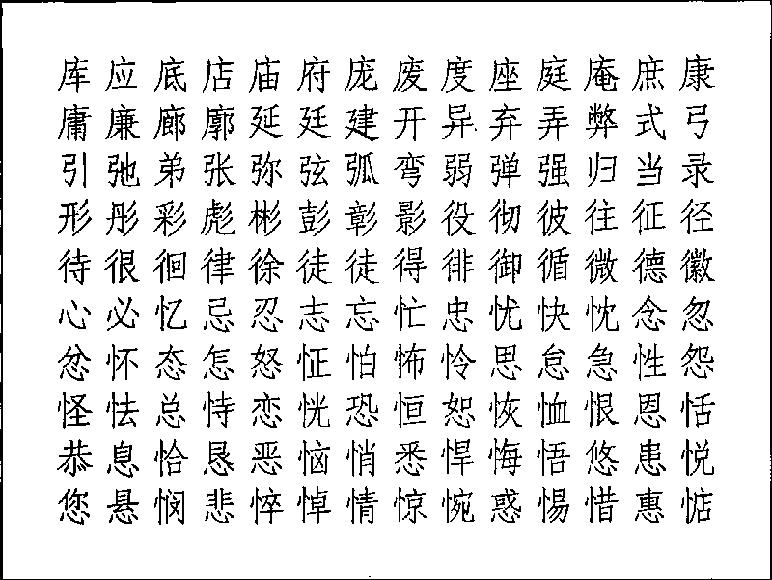 库应底店庙府庞废度座庭庵庶康
庸廉廊廓延廷建开异弃弄弊式弓
引弛弟张弥弦弧弯弱弹强归当录
形彤彩彪彬彭彰影役彻彼往征径
待很徊律徐徒徒得徘御循微德徽
心必忆忌忍志忘忙忠忧快忱念忽
忿怀态怎怒怔怕怖怜思怠急性怨
怪怯总恃恋恍恐恒恕恢恤恨恩恬
恭息恰恳恶恼悄悉悍悔悟悠患悦
您悬悯悲悴悼情惊惋惑惕惜惠惦